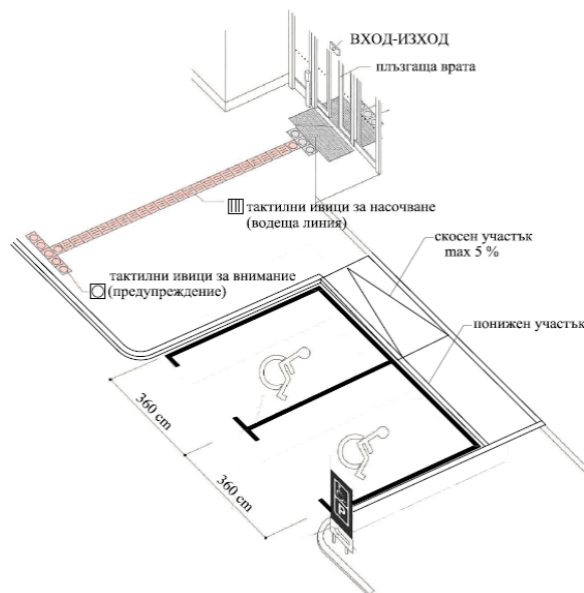 ВХОД-ИЗХОД
плъзгаща врата
тактилни ивици за насочване
(водеща линия)
скосен участък
max 5 %
тактилни ивици за внимание
(предупреждение)
понижен участък
360 cm
360 cm
P